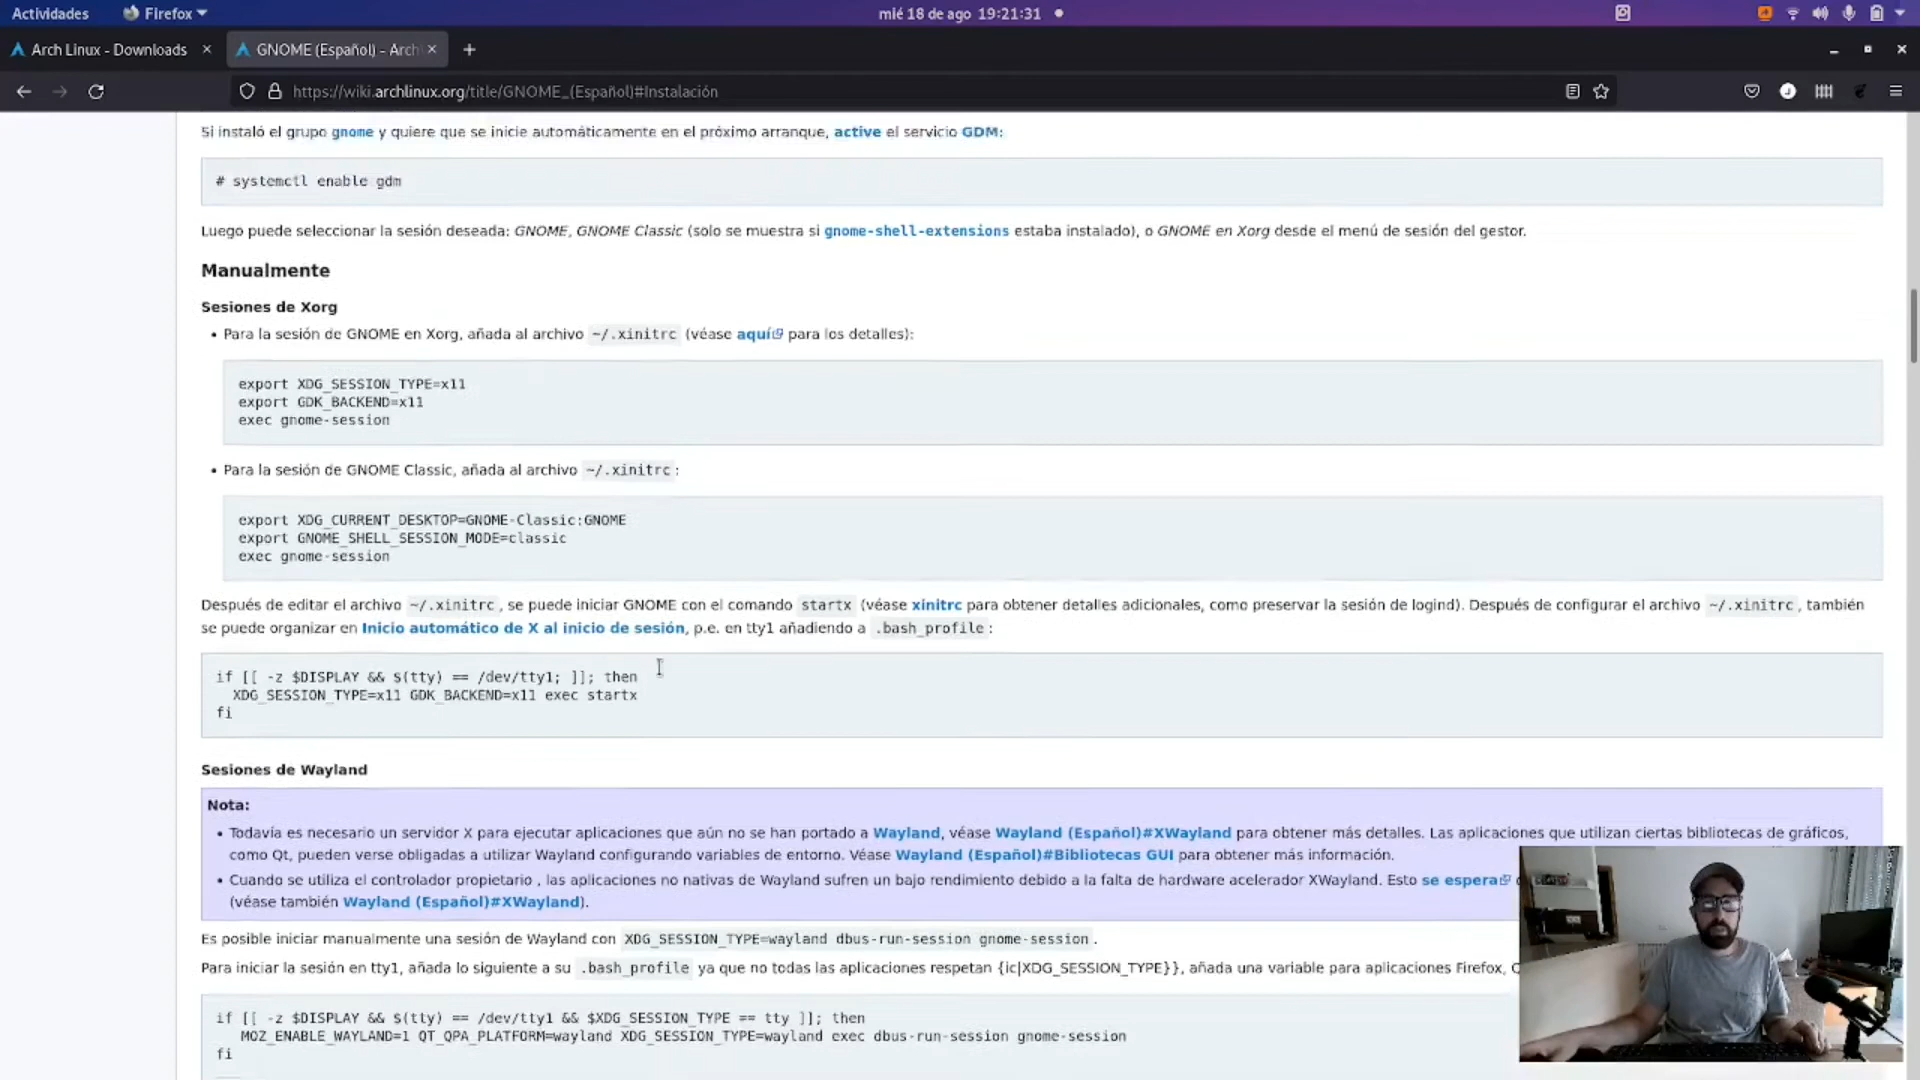 Actividades Firefox mié 18 de ago 19:21:31
Arch Linux - Downloads GNOME (Español) - Arch
https://wiki.archlinux.org/title/GNOME_(Español)#Instalación
Si instaló el grupo gnome y quiere que se inicie automáticamente en el próximo arranque, active el servicio GDM:
# systemctl enable gdm
Luego puede seleccionar la sesión deseada: GNOME, GNOME Classic (solo se muestra si gnome-shell-extensions estaba instalado), o GNOME en Xorg desde el menú de sesión del gestor.
Manualmente
Sesiones de Xorg
• Para la sesión de GNOME en Xorg, añada al archivo ~/.xinitrc (véase aquí para los detalles):
export XDG_SESSION_TYPE=x11
export GDK_BACKEND=x11
exec gnome-session
• Para la sesión de GNOME Classic, añada al archivo ~/.xinitrc:
export XDG_CURRENT_DESKTOP=GNOME-Classic:GNOME
export GNOME_SHELL_SESSION_MODE=classic
exec gnome-session
Después de editar el archivo ~/.xinitrc, se puede iniciar GNOME con el comando startx (véase xinitrc para obtener detalles adicionales, como preservar la sesión de logind). Después de configurar el archivo ~/.xinitrc, también
se puede organizar en Inicio automático de X al inicio de sesión, p.e. en tty1 añadiendo a .bash_profile:
if [[ -z $DISPLAY && $(tty) == /dev/tty1; ]]; then
XDG_SESSION_TYPE=x11 GDK_BACKEND=x11 exec startx
fi
Sesiones de Wayland
Nota:
• Todavía es necesario un servidor X para ejecutar aplicaciones que aún no se han portado a Wayland, véase Wayland (Español)#XWayland para obtener más detalles. Las aplicaciones que utilizan ciertas bibliotecas de gráficos,
como Qt, pueden verse obligadas a utilizar Wayland configurando variables de entorno. Véase Wayland (Español)#Bibliotecas GUI para obtener más información.
• Cuando se utiliza el controlador propietario , las aplicaciones no nativas de Wayland sufren un bajo rendimiento debido a la falta de hardware acelerador XWayland. Esto se espera
(véase también Wayland (Español)#XWayland).
Es posible iniciar manualmente una sesión de Wayland con XDG_SESSION_TYPE=wayland dbus-run-session gnome-session.
Para iniciar la sesión en tty1, añada lo siguiente a su .bash_profile ya que no todas las aplicaciones respetan {ic|XDG_SESSION_TYPE}}, añada una variable para aplicaciones Firefox,
if [[ -z $DISPLAY && $(tty) == /dev/tty1 && $XDG_SESSION_TYPE == tty ]]; then
MOZ_ENABLE_WAYLAND=1 QT_QPA_PLATFORM=wayland XDG_SESSION_TYPE=wayland exec dbus-run-session gnome-session
fi